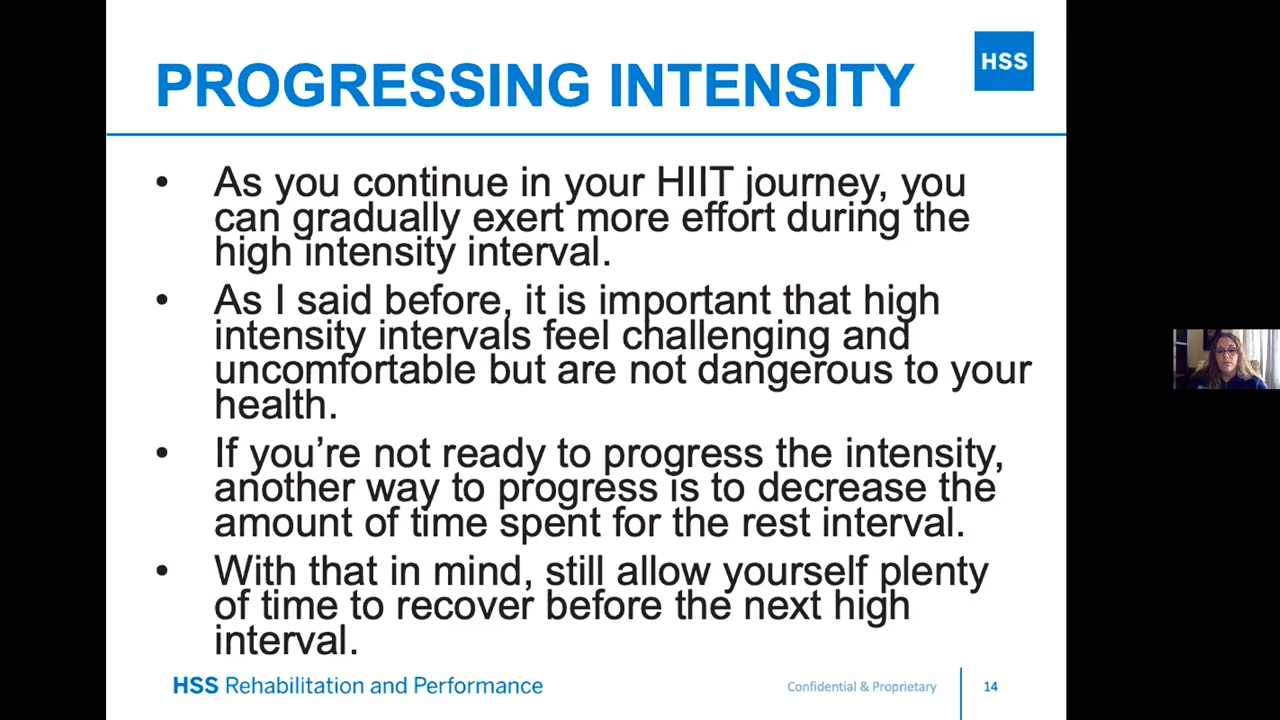 PROGRESSING INTENSITY
HSS
• As you continue in your HIIT journey, you
can gradually exert more effort during the
high intensity interval.
• As I said before, it is important that high
intensity intervals feel challenging and
uncomfortable but are not dangerous to your
health.
• If you’re not ready to progress the intensity,
another way to progress is to decrease the
amount of time spent for the rest interval.
• With that in mind, still allow yourself plenty
of time to recover before the next high
interval.
HSS Rehabilitation and Performance
Confidential & Proprietary
14